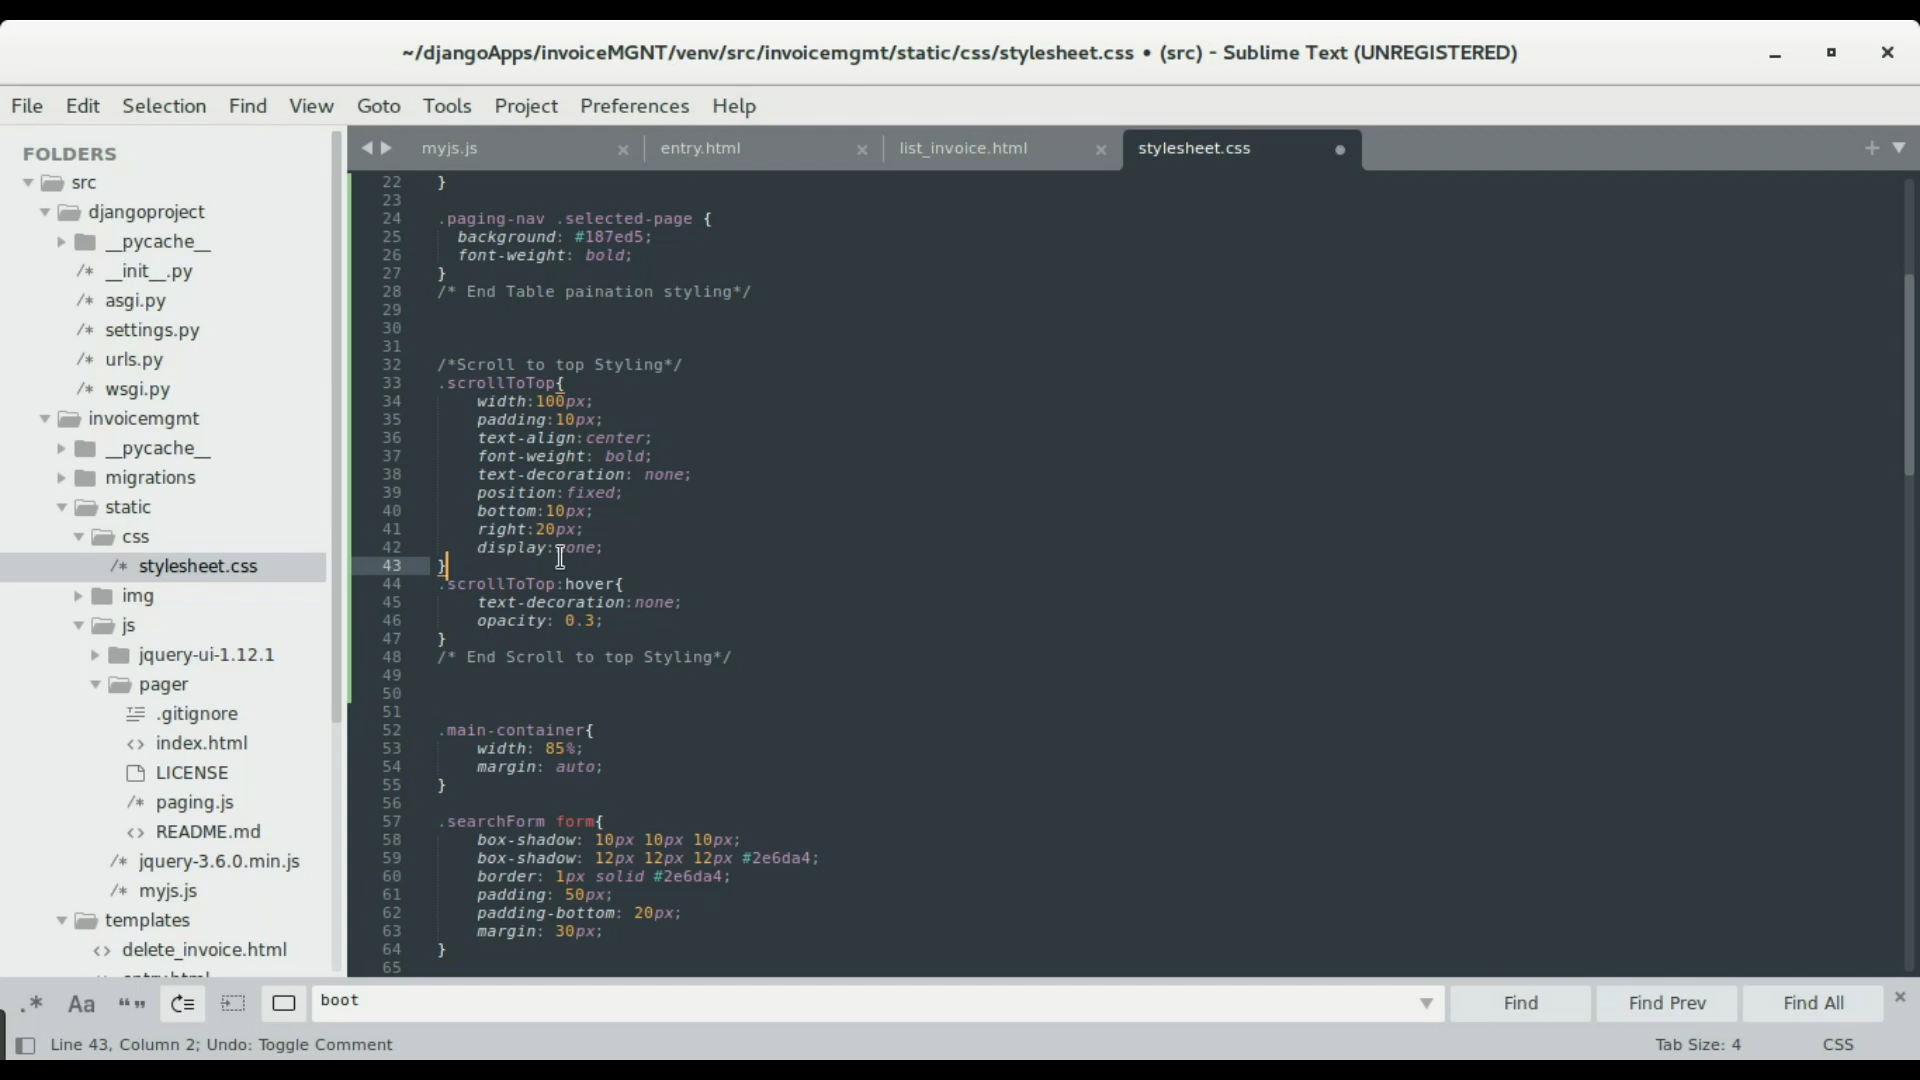 ~/djangoApps/invoiceMGNT/venv/src/invoicemgmt/static/css/stylesheet.css • (src) - Sublime Text (UNREGISTERED)
File Edit Selection Find View Goto Tools Project Preferences Help
FOLDERS
src
djangoproject
__pycache__
/* __init__.py
/* asgi.py
/* settings.py
/* urls.py
/* wsgi.py
invoicemgmt
__pycache__
migrations
static
css
/* stylesheet.css
img
js
jquery-ui-1.12.1
pager
.gitignore
<> index.html
LICENSE
/* paging.js
<> README.md
/* jquery-3.6.0.min.js
/* myjs.js
templates
<> delete_invoice.html
myjs.js entry.html list_invoice.html stylesheet.css
22 }
23
24 .paging-nav .selected-page {
25 background: #187ed5;
26 font-weight: bold;
27 }
28 /* End Table paination styling*/
29
30
31
32 /*Scroll to top Styling*/
33 .scrollToTop{
34 width:100px;
35 padding:10px;
36 text-align:center;
37 font-weight: bold;
38 text-decoration: none;
39 position:fixed;
40 bottom:10px;
41 right:20px;
42 display:none;
43 }
44 .scrollToTop:hover{
45 text-decoration:none;
46 opacity: 0.3;
47 }
48 /* End Scroll to top Styling*/
49
50
51
52 .main-container{
53 width: 85%;
54 margin: auto;
55 }
56
57 .searchForm form{
58 box-shadow: 10px 10px 10px;
59 box-shadow: 12px 12px 12px #2e6da4;
60 border: 1px solid #2e6da4;
61 padding: 50px;
62 padding-bottom: 20px;
63 margin: 30px;
64 }
65
.* Aa “” boot Find Find Prev Find All
Line 43, Column 2; Undo: Toggle Comment Tab Size: 4 CSS